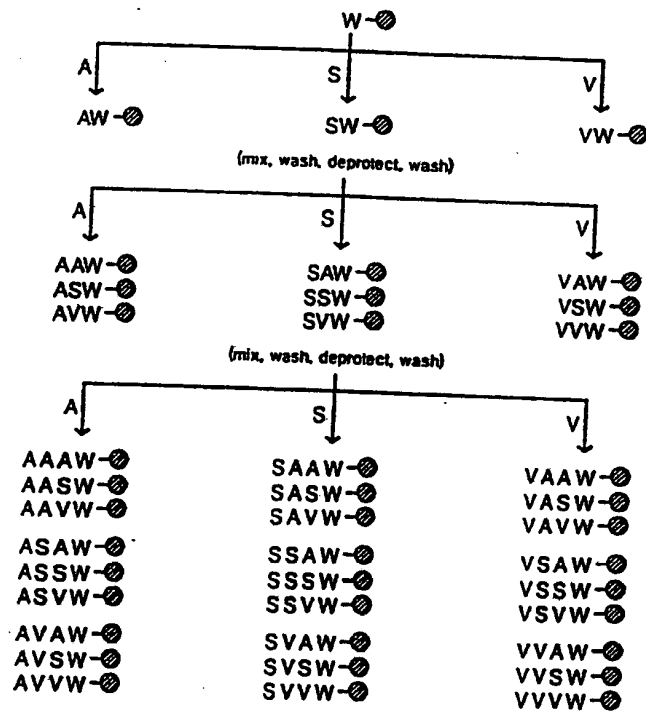 W
A S V
AW SW VW
(mix, wash, deprotect, wash)
A S V
AAW SAW VAW
ASW SSW VSW
AVW SVW VVW
(mix, wash, deprotect, wash)
A S V
AAAW SAAW VAAW
AASW SASW VASW
AAVW SAVW VAVW
ASAW SSAW VSAW
ASSW SSSW VSSW
ASVW SSVW VSVW
AVAW SVAW VVAW
AVSW SVSW VVSW
AVVW SVVW VVVW